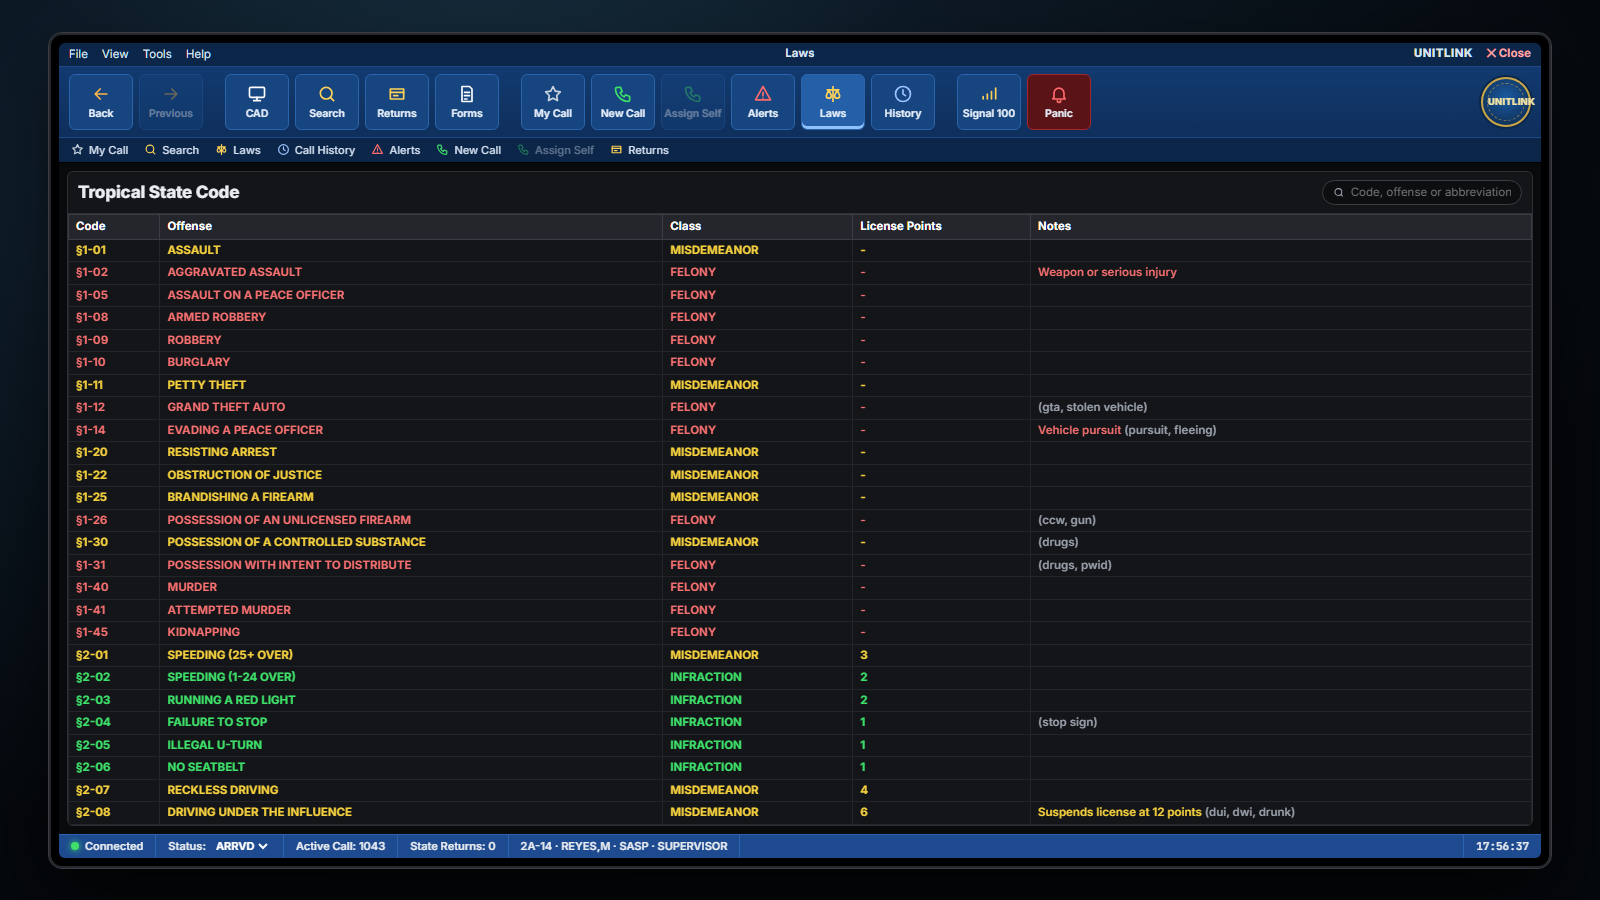 File View Tools Help Laws UNITLINK Close
Back Previous CAD Search Returns Forms My Call New Call Assign Self Alerts Laws History Signal 100 Panic UNITLINK
My Call Search Laws Call History Alerts New Call Assign Self Returns
Tropical State Code Code, offense or abbreviation
Code Offense Class License Points Notes
§1-01 ASSAULT MISDEMEANOR -
§1-02 AGGRAVATED ASSAULT FELONY - Weapon or serious injury
§1-05 ASSAULT ON A PEACE OFFICER FELONY -
§1-08 ARMED ROBBERY FELONY -
§1-09 ROBBERY FELONY -
§1-10 BURGLARY FELONY -
§1-11 PETTY THEFT MISDEMEANOR -
§1-12 GRAND THEFT AUTO FELONY - (gta, stolen vehicle)
§1-14 EVADING A PEACE OFFICER FELONY - Vehicle pursuit (pursuit, fleeing)
§1-20 RESISTING ARREST MISDEMEANOR -
§1-22 OBSTRUCTION OF JUSTICE MISDEMEANOR -
§1-25 BRANDISHING A FIREARM MISDEMEANOR -
§1-26 POSSESSION OF AN UNLICENSED FIREARM FELONY - (ccw, gun)
§1-30 POSSESSION OF A CONTROLLED SUBSTANCE MISDEMEANOR - (drugs)
§1-31 POSSESSION WITH INTENT TO DISTRIBUTE FELONY - (drugs, pwid)
§1-40 MURDER FELONY -
§1-41 ATTEMPTED MURDER FELONY -
§1-45 KIDNAPPING FELONY -
§2-01 SPEEDING (25+ OVER) MISDEMEANOR 3
§2-02 SPEEDING (1-24 OVER) INFRACTION 2
§2-03 RUNNING A RED LIGHT INFRACTION 2
§2-04 FAILURE TO STOP INFRACTION 1 (stop sign)
§2-05 ILLEGAL U-TURN INFRACTION 1
§2-06 NO SEATBELT INFRACTION 1
§2-07 RECKLESS DRIVING MISDEMEANOR 4
§2-08 DRIVING UNDER THE INFLUENCE MISDEMEANOR 6 Suspends license at 12 points (dui, dwi, drunk)
Connected Status: ARRVD Active Call: 1043 State Returns: 0 2A-14 · REYES,M · SASP · SUPERVISOR 17:56:37